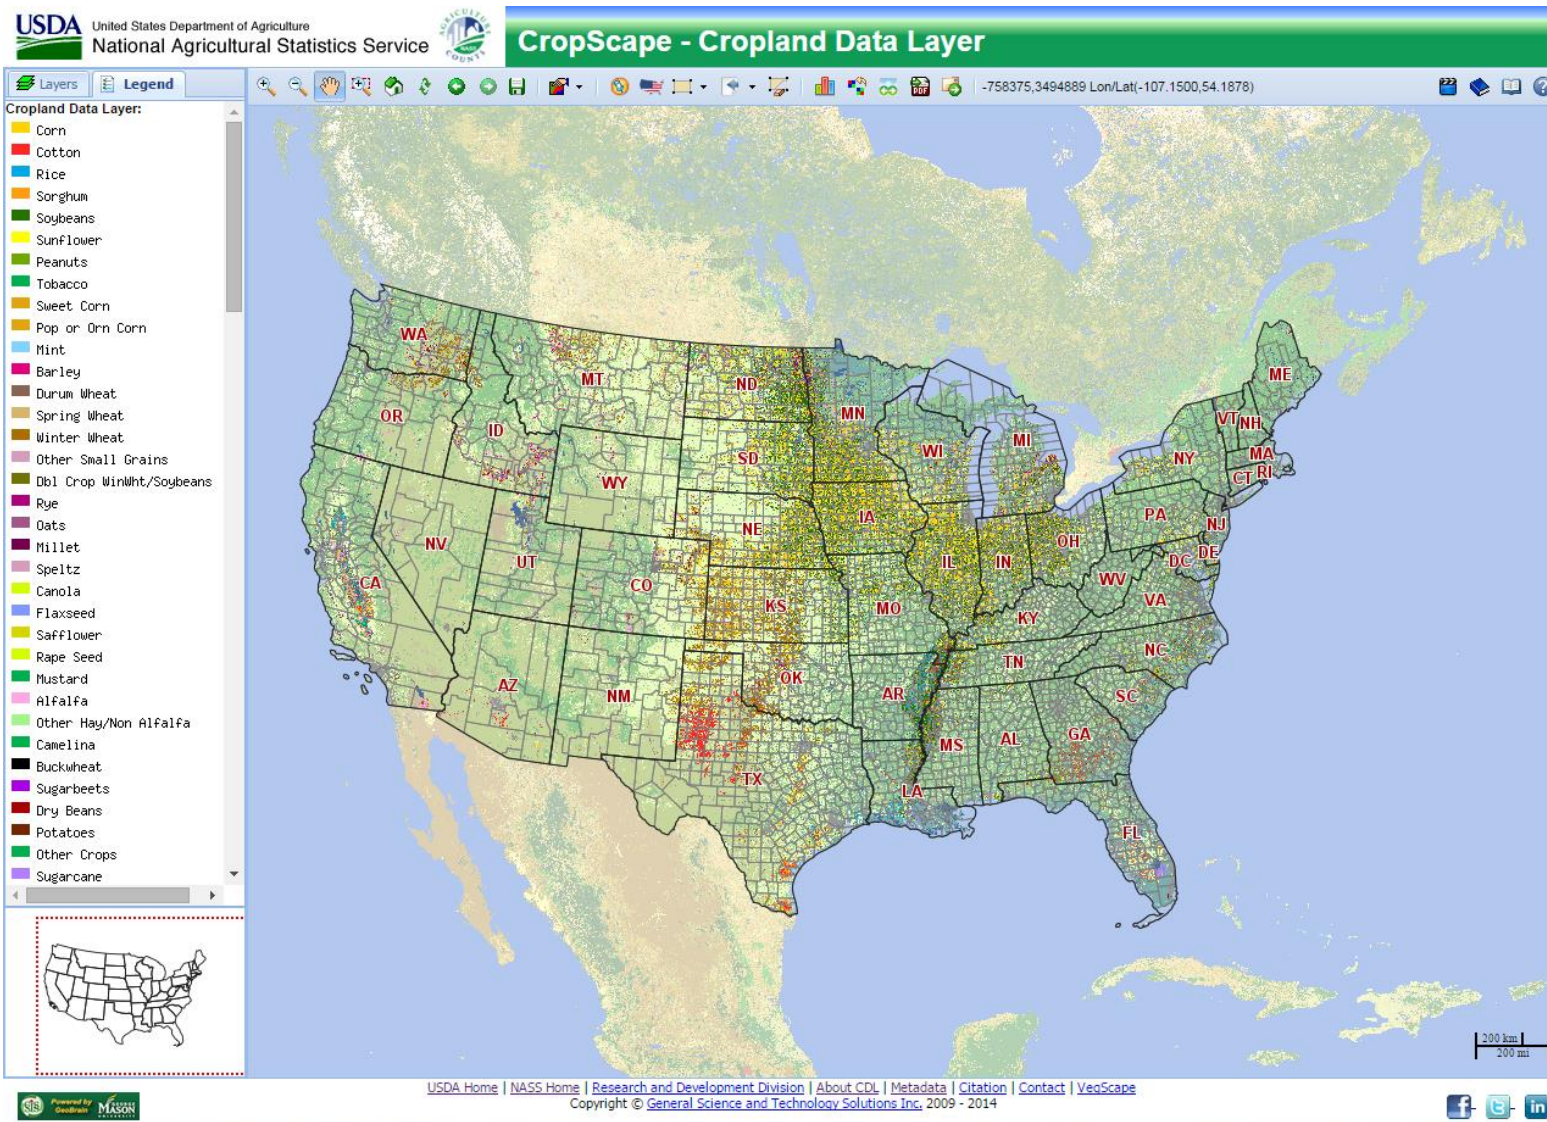 USDA United States Department of Agriculture
National Agricultural Statistics Service
CropScape - Cropland Data Layer
Layers
Legend
-758375,3494889 Lon/Lat(-107.1500,54.1878)
Cropland Data Layer:
Corn
Cotton
Rice
Sorghum
Soybeans
Sunflower
Peanuts
Tobacco
Sweet Corn
Pop or Orn Corn
Mint
Barley
Durum Wheat
Spring Wheat
Winter Wheat
Other Small Grains
Dbl Crop WinWht/Soybeans
Rye
Oats
Millet
Speltz
Canola
Flaxseed
Safflower
Rape Seed
Mustard
Alfalfa
Other Hay/Non Alfalfa
Camelina
Buckwheat
Sugarbeets
Dry Beans
Potatoes
Other Crops
Sugarcane
WA
MT
ND
MN
ME
OR
ID
SD
WI
MI
VT
NH
NY
MA
CT
RI
WY
NE
IA
PA
NJ
NV
UT
CO
IL
IN
OH
DC
DE
WV
CA
KS
MO
KY
VA
NC
TN
AZ
NM
OK
AR
SC
MS
AL
GA
TX
LA
FL
200 km
200 mi
USDA Home | NASS Home | Research and Development Division | About CDL | Metadata | Citation | Contact | VegScape
Copyright © General Science and Technology Solutions Inc. 2009 - 2014
Powered by
GeoBrain
GEORGE
MASON
UNIVERSITY